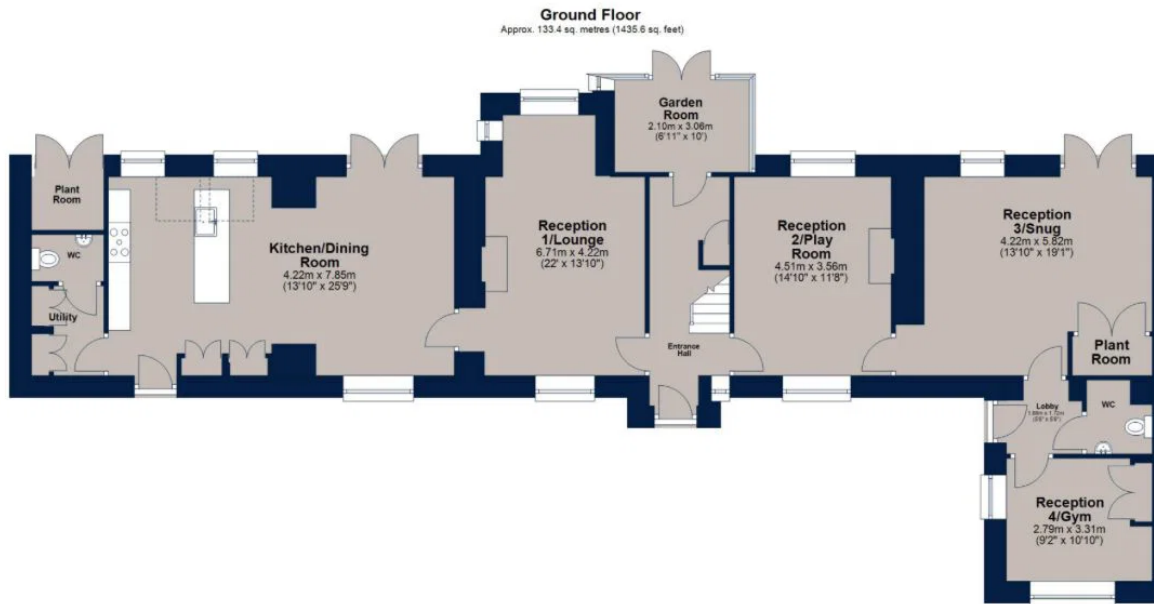 Ground Floor
Approx. 133.4 sq. metres (1435.6 sq. feet)
Garden
Room
2.10m x 3.06m
(6'11" x 10')
Plant
Room
WC
Utility
Kitchen/Dining
Room
4.22m x 7.85m
(13'10" x 25'9")
Reception
1/Lounge
6.71m x 4.22m
(22' x 13'10")
Entrance
Hall
Reception
2/Play
Room
4.51m x 3.56m
(14'10" x 11'8")
Reception
3/Snug
4.22m x 5.82m
(13'10" x 19'1")
Plant
Room
Lobby
WC
Reception
4/Gym
2.79m x 3.31m
(9'2" x 10'10")